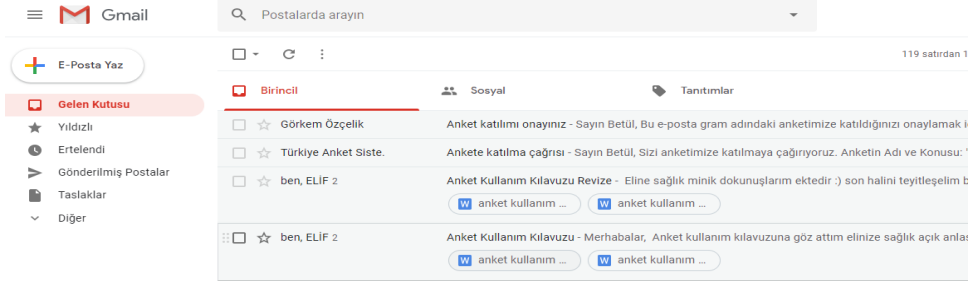 Gmail
Postalarda arayın
E-Posta Yaz
119 satırdan 1
Gelen Kutusu
Yıldızlı
Ertelendi
Gönderilmiş Postalar
Taslaklar
Diğer
Birincil
Sosyal
Tanıtımlar
Görkem Özçelik Anket katılımı onayınız - Sayın Betül, Bu e-posta gram adındaki anketimize katıldığınızı onaylamak
Türkiye Anket Siste. Ankete katılma çağrısı - Sayın Betül, Sizi anketimize katılmaya çağrıyoruz. Anketin Adı ve Konusu: "
ben, ELİF 2 Anket Kullanım Kılavuzu Revize - Eline sağlık minik dokunuşlarım ektedir :) son halini teyitleşelim
W anket kullanım ... W anket kullanım ...
ben, ELİF 2 Anket Kullanım Kılavuzu - Merhabalar, Anket kullanım kılavuzuna göz attım elinize sağlık açık
W anket kullanım ... W anket kullanım ...